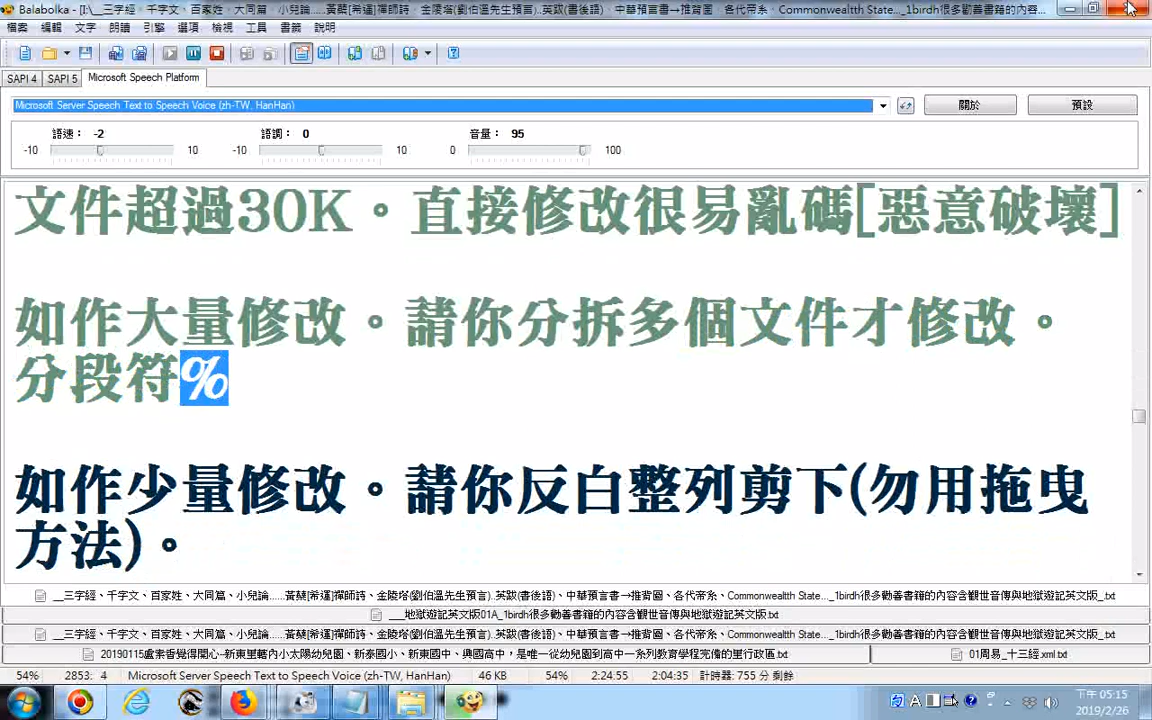 Balabolka - [I:\__三字經、千字文、百家姓、大同篇、小兒論......黃蘗[希運]禪師詩、金陵塔(劉伯溫先生預言)..英跋(書後語)、中華預言書→推背圖、各代帝系、Commonwealtth State..._1birdh很多勸善書籍的內容...
檔案 編輯 文字 朗讀 引擎 選項 檢視 工具 書籤 說明
SAPI 4 SAPI 5 Microsoft Speech Platform
Microsoft Server Speech Text to Speech Voice (zh-TW, HanHan)
關於 預設
語速： -2 語調： 0 音量： 95
-10 10 -10 10 0 100
文件超過30K。直接修改很易亂碼[惡意破壞]
如作大量修改。請你分拆多個文件才修改。
分段符%
如作少量修改。請你反白整列剪下(勿用拖曳
方法)。
__三字經、千字文、百家姓、大同篇、小兒論......黃蘗[希運]禪師詩、金陵塔(劉伯溫先生預言)..英跋(書後語)、中華預言書→推背圖、各代帝系、Commonwealth State..._1birdh很多勸善書籍的內容含觀世音傳與地獄遊記英文版_.txt
___地獄遊記英文版01A_1birdh很多勸善書籍的內容含觀世音傳與地獄遊記英文版.txt
__三字經、千字文、百家姓、大同篇、小兒論......黃蘗[希運]禪師詩、金陵塔(劉伯溫先生預言)..英跋(書後語)、中華預言書→推背圖、各代帝系、Commonwealth State..._1birdh很多勸善書籍的內容含觀世音傳與地獄遊記英文版_.txt
20190115盧素香覺得開心--新東里轄內小太陽幼兒園、新泰國小、新東國中、興國高中，是唯一從幼兒園到高中一系列教育學程完備的里行政區.txt 01周易_十三經.xml.txt
54% 2853: 4 Microsoft Server Speech Text to Speech Voice (zh-TW, HanHan) 46 KB 54% 2:24:55 2:04:35 計時器: 755 分 剩餘
下午 05:15
2019/2/26